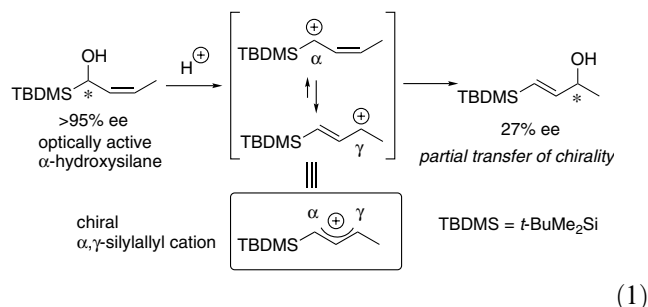 OH
TBDMS
*
>95% ee
optically active
α-hydroxysilane
H⊕
⊕
TBDMS
α
⊕
TBDMS
γ
OH
TBDMS
*
27% ee
partial transfer of chirality
chiral
α,γ-silylallyl cation
α ⊕ γ
TBDMS
TBDMS = t-BuMe₂Si
(1)